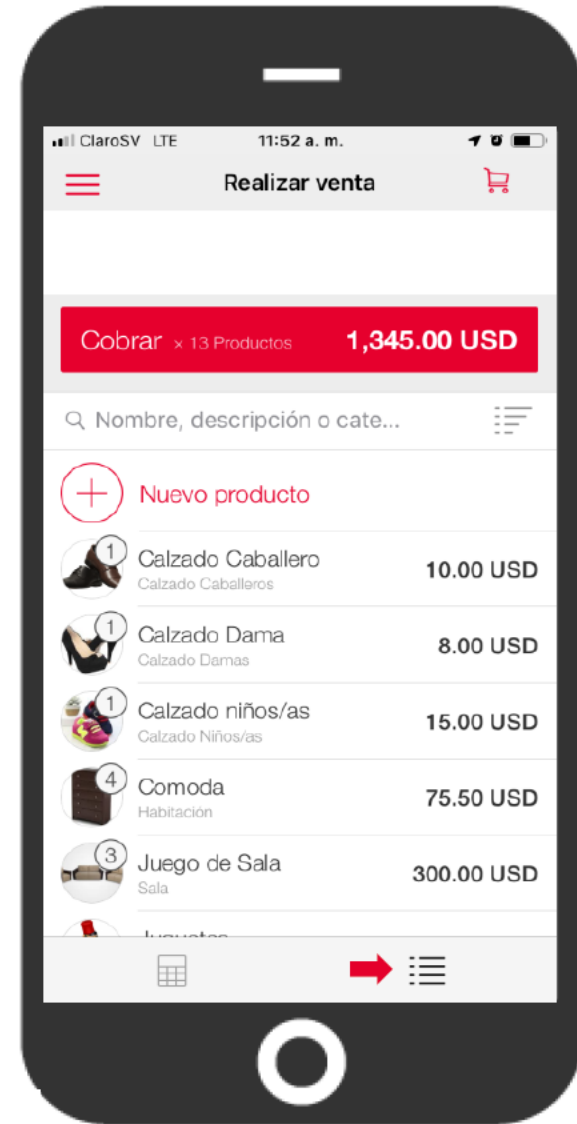 ClaroSV LTE 11:52 a. m.
Realizar venta
Cobrar × 13 Productos 1,345.00 USD
Nombre, descripción o cate...
Nuevo producto
1
Calzado Caballero 10.00 USD
Calzado Caballeros
1
Calzado Dama 8.00 USD
Calzado Damas
1
Calzado niños/as 15.00 USD
Calzado Niños/as
4
Comoda 75.50 USD
Habitación
3
Juego de Sala 300.00 USD
Sala